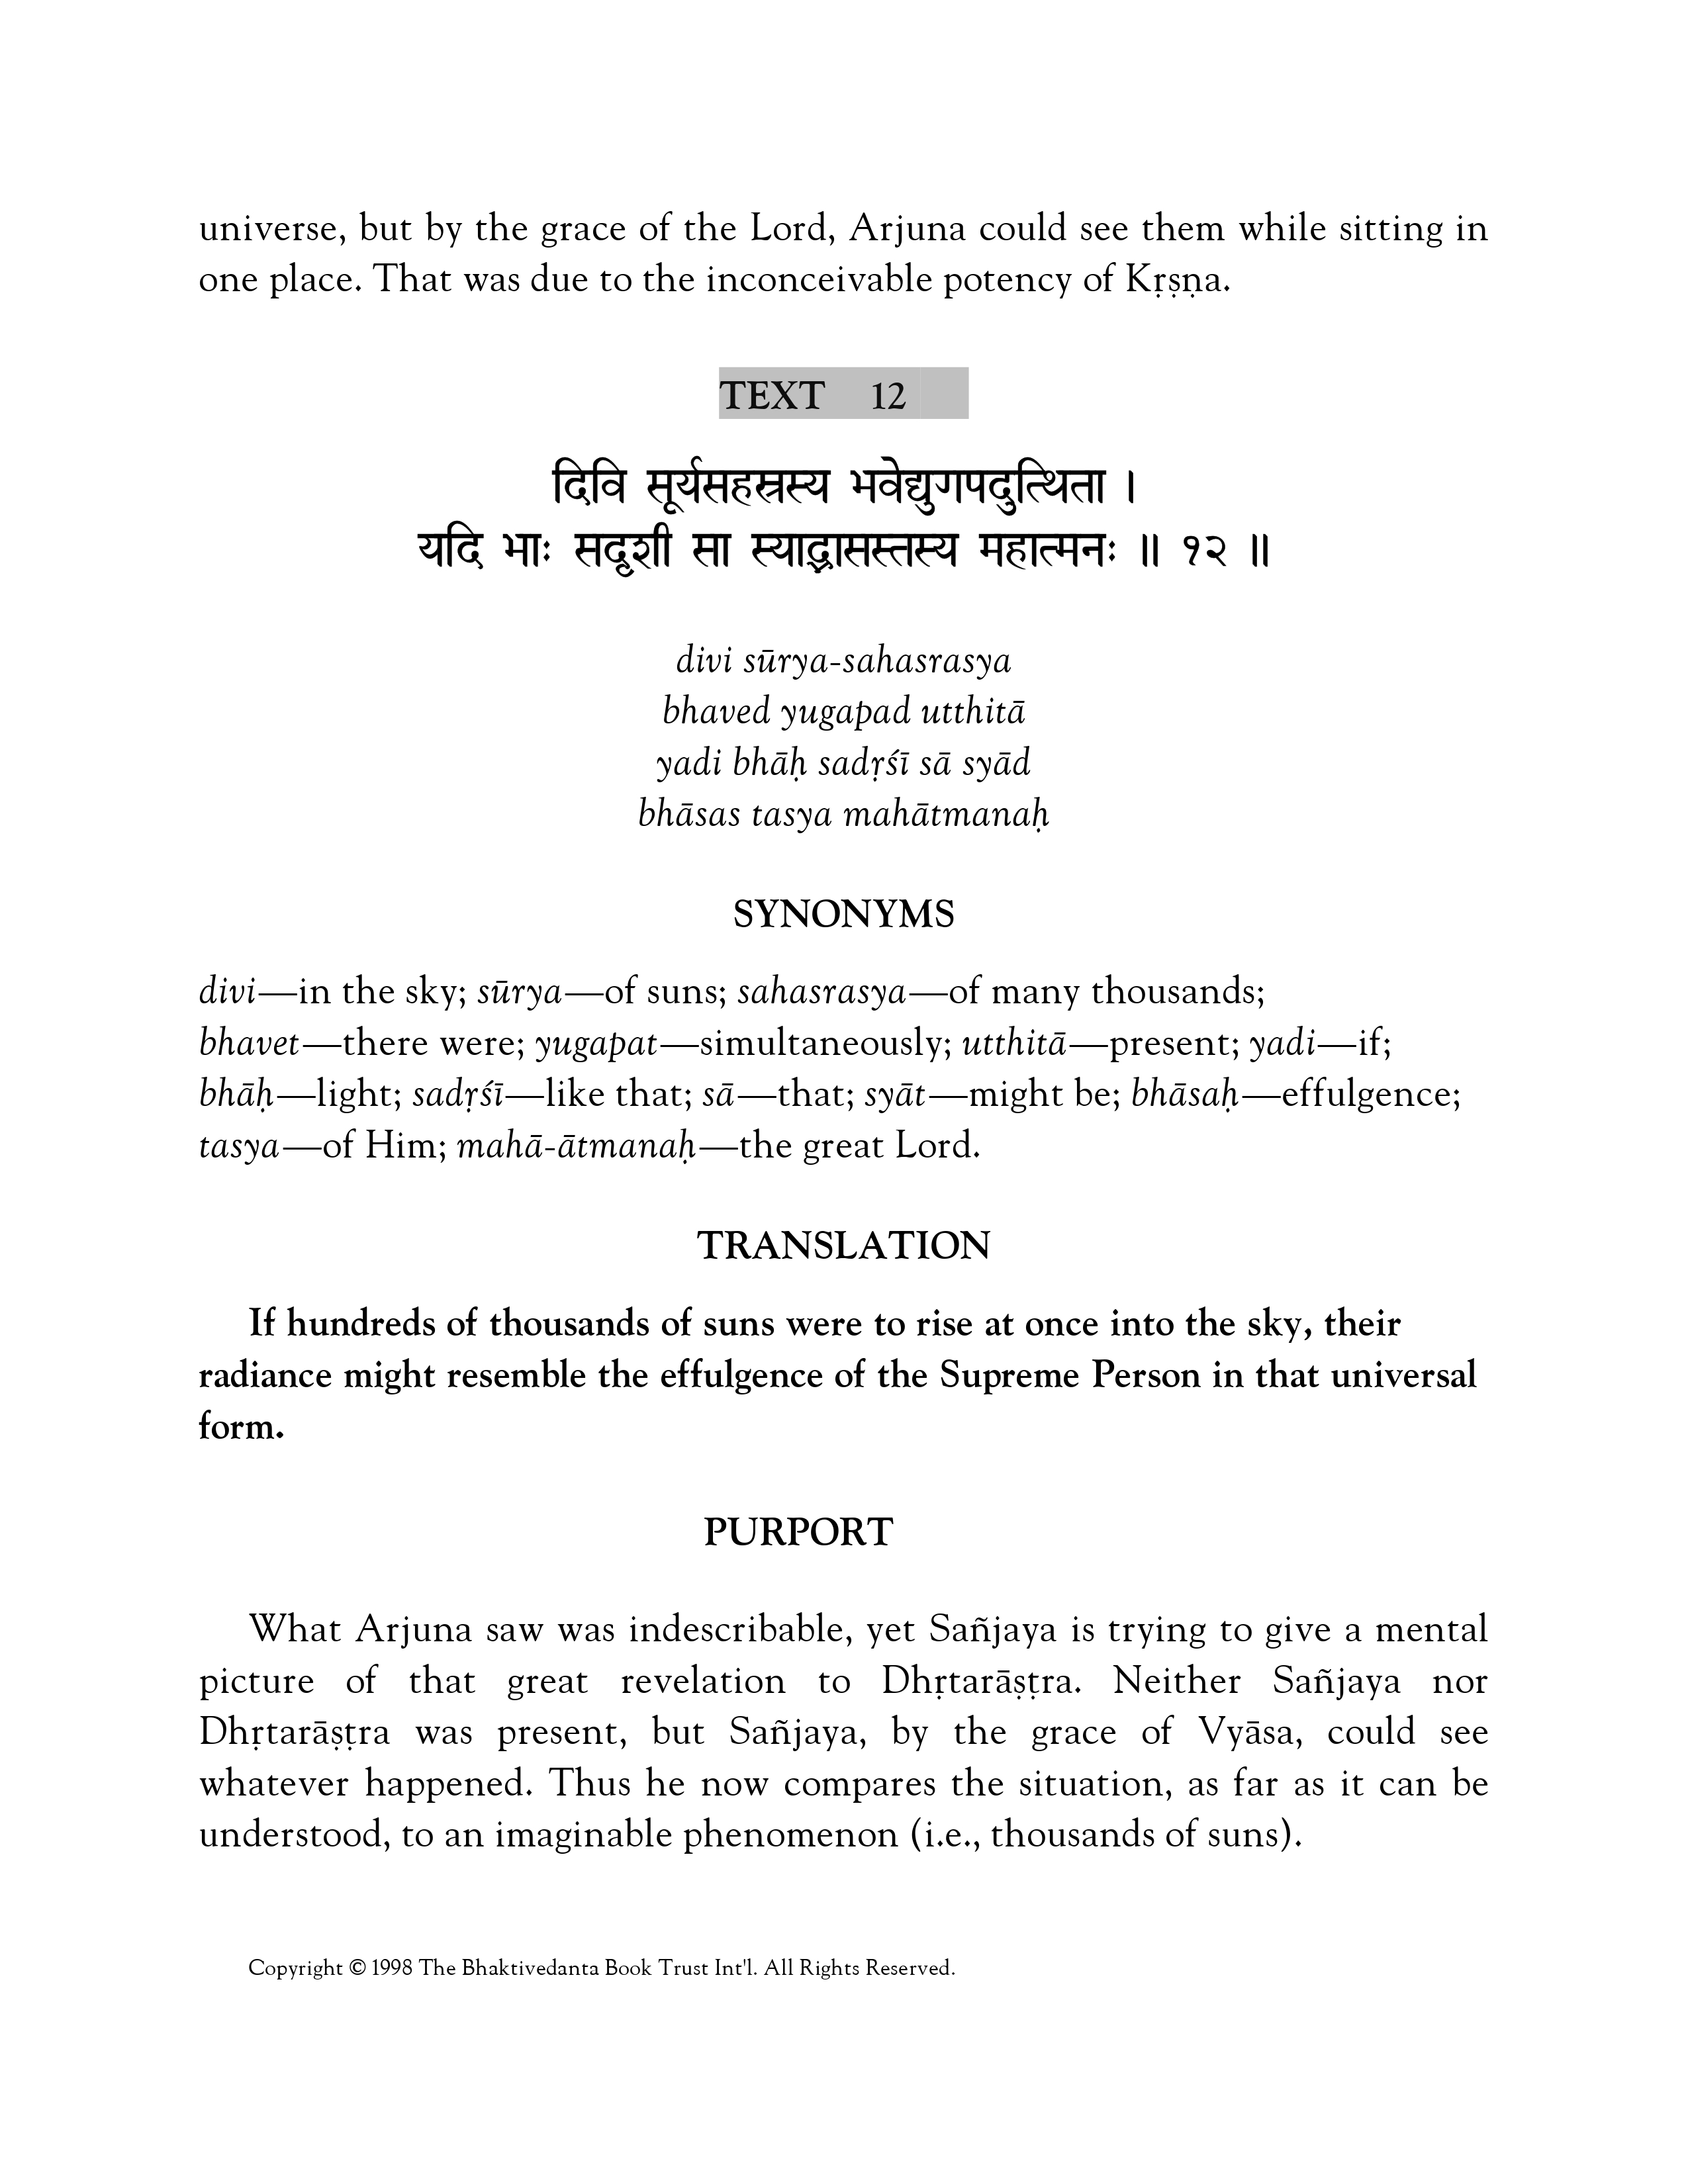 universe, but by the grace of the Lord, Arjuna could see them while sitting in
one place. That was due to the inconceivable potency of Kṛṣṇa.
TEXT 12
दिवि सूर्यसहस्रस्य भवेद्युगपदुत्थिता ।
यदि भाः सदृशी सा स्याद्भासस्तस्य महात्मनः ॥ १२ ॥
divi sūrya-sahasrasya
bhaved yugapad utthitā
yadi bhāḥ sadṛśī sā syād
bhāsas tasya mahātmanaḥ
SYNONYMS
divi—in the sky; sūrya—of suns; sahasrasya—of many thousands;
bhavet—there were; yugapat—simultaneously; utthitā—present; yadi—if;
bhāḥ—light; sadṛśī—like that; sā—that; syāt—might be; bhāsaḥ—effulgence;
tasya—of Him; mahā-ātmanaḥ—the great Lord.
TRANSLATION
If hundreds of thousands of suns were to rise at once into the sky, their
radiance might resemble the effulgence of the Supreme Person in that universal
form.
PURPORT
What Arjuna saw was indescribable, yet Sañjaya is trying to give a mental
picture of that great revelation to Dhṛtarāṣṭra. Neither Sañjaya nor
Dhṛtarāṣṭra was present, but Sañjaya, by the grace of Vyāsa, could see
whatever happened. Thus he now compares the situation, as far as it can be
understood, to an imaginable phenomenon (i.e., thousands of suns).
Copyright © 1998 The Bhaktivedanta Book Trust Int'l. All Rights Reserved.